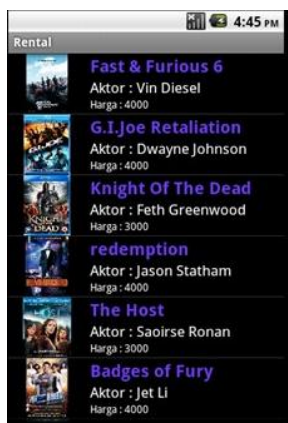 4:45 PM
Rental
Fast & Furious 6
Aktor : Vin Diesel
Harga : 4000
G.I.Joe Retaliation
Aktor : Dwayne Johnson
Harga : 4000
Knight Of The Dead
Aktor : Feth Greenwood
Harga : 3000
redemption
Aktor : Jason Statham
Harga : 4000
The Host
Aktor : Saoirse Ronan
Harga : 3000
Badges of Fury
Aktor : Jet Li
Harga : 4000